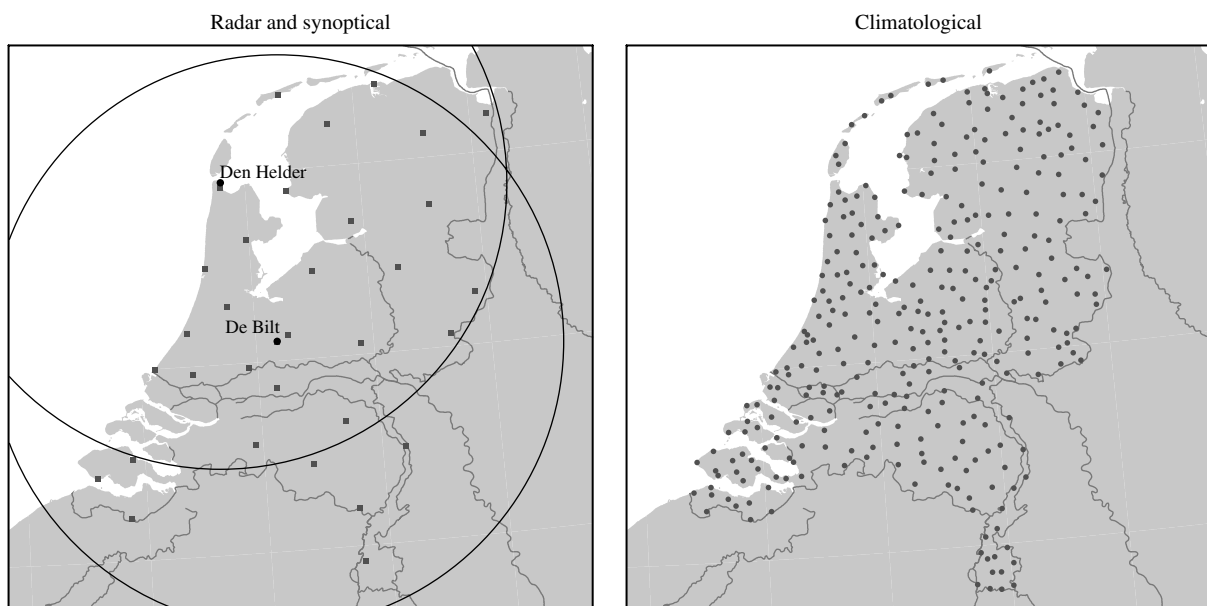 Radar and synoptical
Climatological
Den Helder
De Bilt